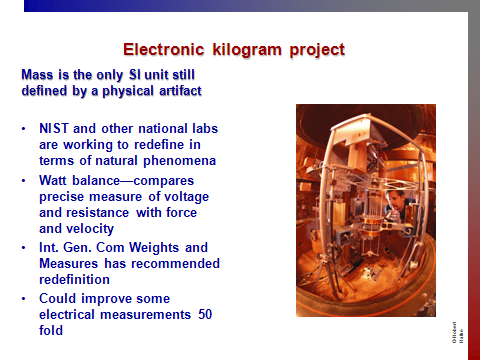 Electronic kilogram project
Mass is the only SI unit still
defined by a physical artifact
• NIST and other national labs
are working to redefine in
terms of natural phenomena
• Watt balance—compares
precise measure of voltage
and resistance with force
and velocity
• Int. Gen. Com Weights and
Measures has recommended
redefinition
• Could improve some
electrical measurements 50
fold
Robert